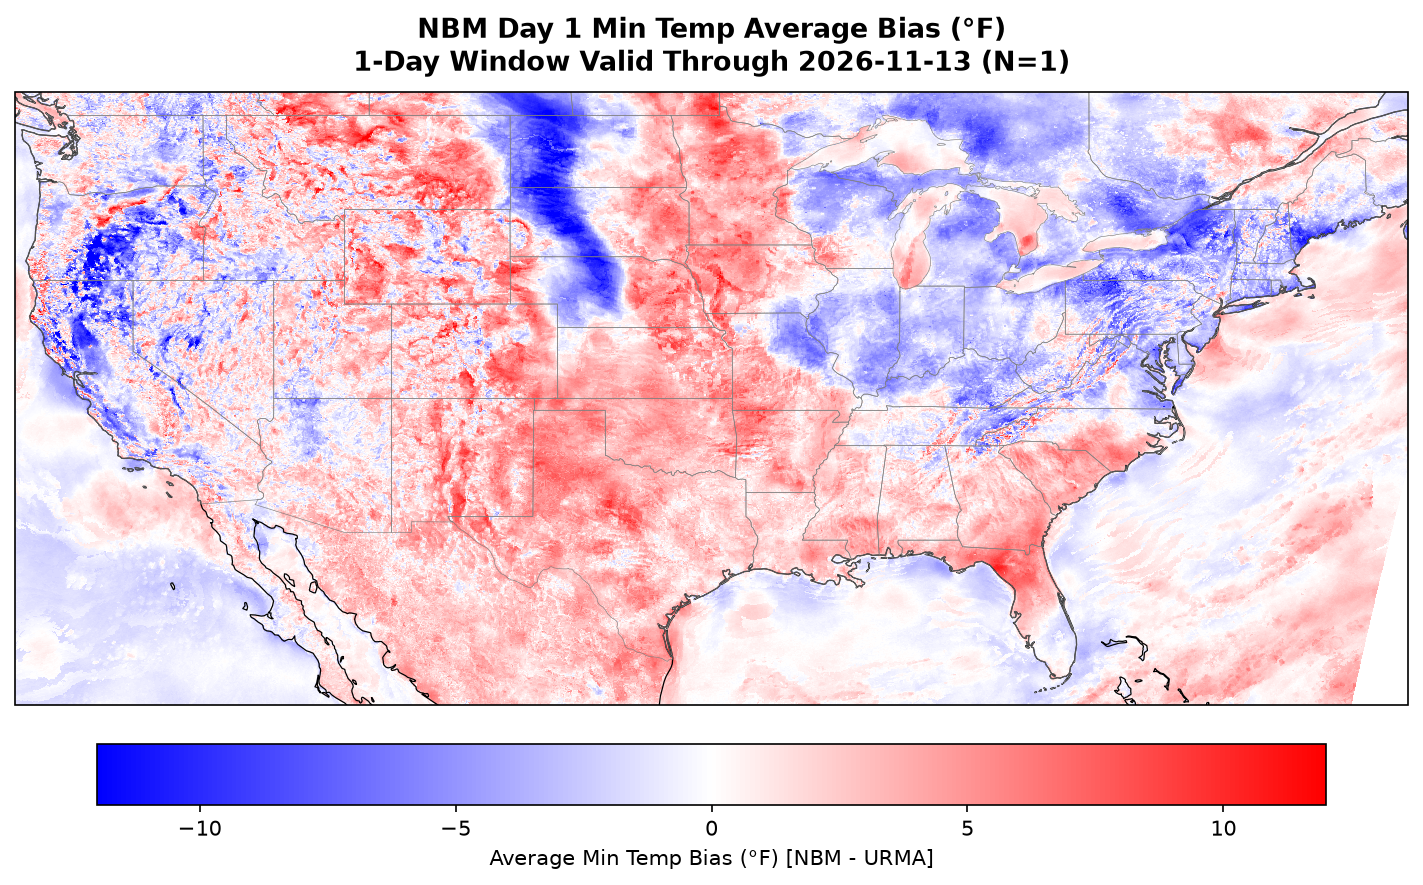 NBM Day 1 Min Temp Average Bias (°F)
1-Day Window Valid Through 2026-11-13 (N=1)
−10 −5 0 5 10
Average Min Temp Bias (°F) [NBM - URMA]